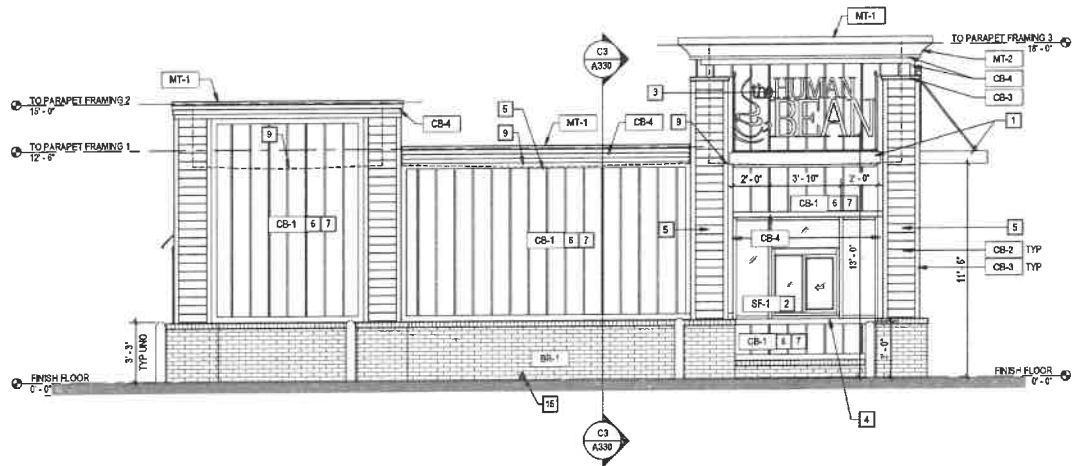 MT-1
C3
A330
TO PARAPET FRAMING 3
18' - 0"
MT-2
CB-4
CB-3
MT-1
3
the HUMAN
BEAN
TO PARAPET FRAMING 2
15' - 0"
5
CB-4
9
MT-1
CB-4
9
1
TO PARAPET FRAMING 1
12' - 6"
9
2' - 0"
3' - 10"
2' - 0"
CB-1 6 7
CB-1 6 7
CB-1 6 7
5
CB-4
5
CB-2 TYP
CB-3 TYP
13' - 0"
11' - 6"
SF-1 2
3' - 3"
TYP UNO
BR-1
CB-1 6 7
FINISH FLOOR
0' - 0"
15
FINISH FLOOR
0' - 0"
4
C3
A330